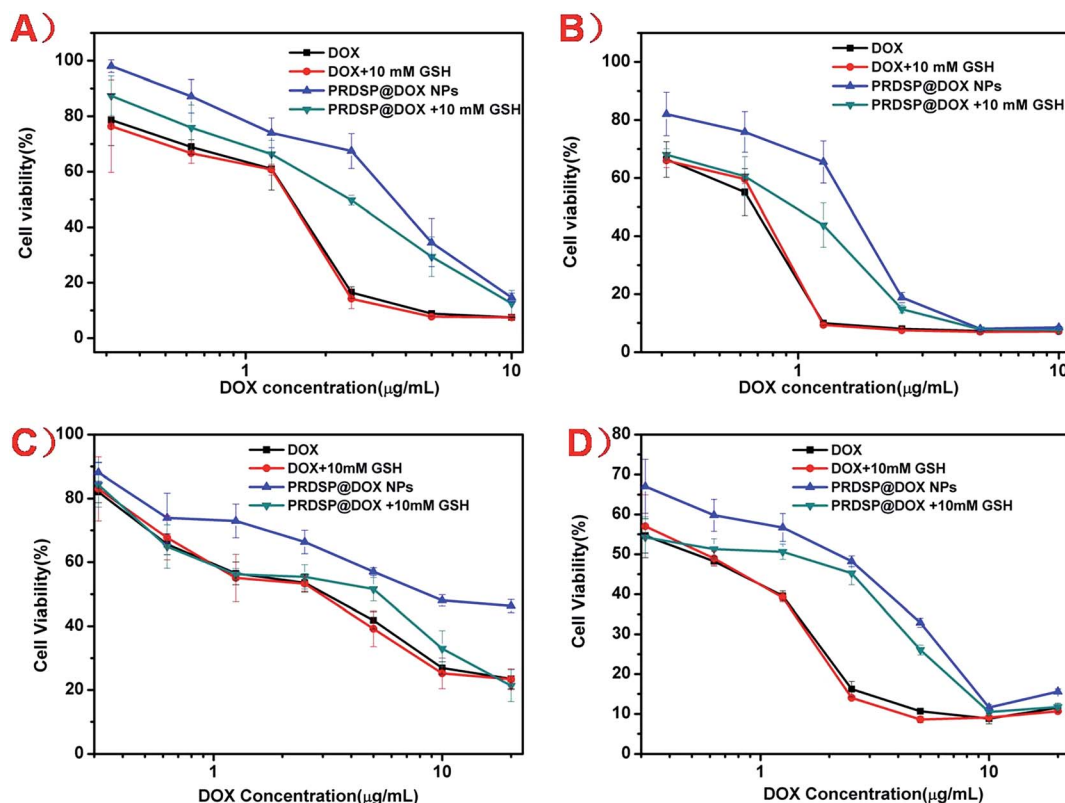 A）
DOX
DOX+10 mM GSH
PRDSP@DOX NPs
PRDSP@DOX +10 mM GSH
Cell viability(%)
100
80
60
40
20
0
1
10
DOX concentration(μg/mL)
B）
DOX
DOX+10 mM GSH
PRDSP@DOX NPs
PRDSP@DOX +10 mM GSH
Cell viability(%)
100
80
60
40
20
0
1
10
DOX concentration(μg/mL)
C）
DOX
DOX+10mM GSH
PRDSP@DOX NPs
PRDSP@DOX +10mM GSH
Cell Viability(%)
100
80
60
40
20
0
1
10
DOX Concentration(μg/mL)
D）
DOX
DOX+10mM GSH
PRDSP@DOX NPs
PRDSP@DOX +10mM GSH
Cell Viability(%)
80
70
60
50
40
30
20
10
0
1
10
DOX Concentration(μg/mL)